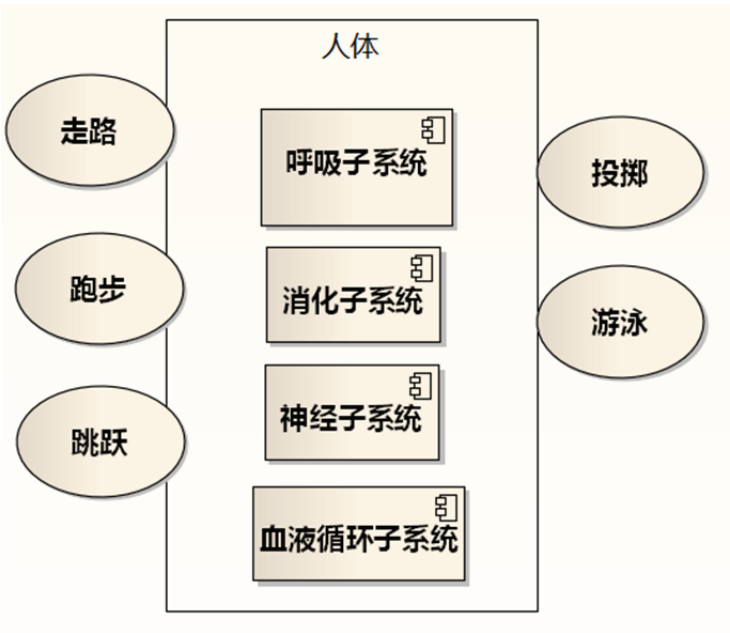 人体
走路
跑步
跳跃
呼吸子系统
消化子系统
神经子系统
血液循环子系统
投掷
游泳